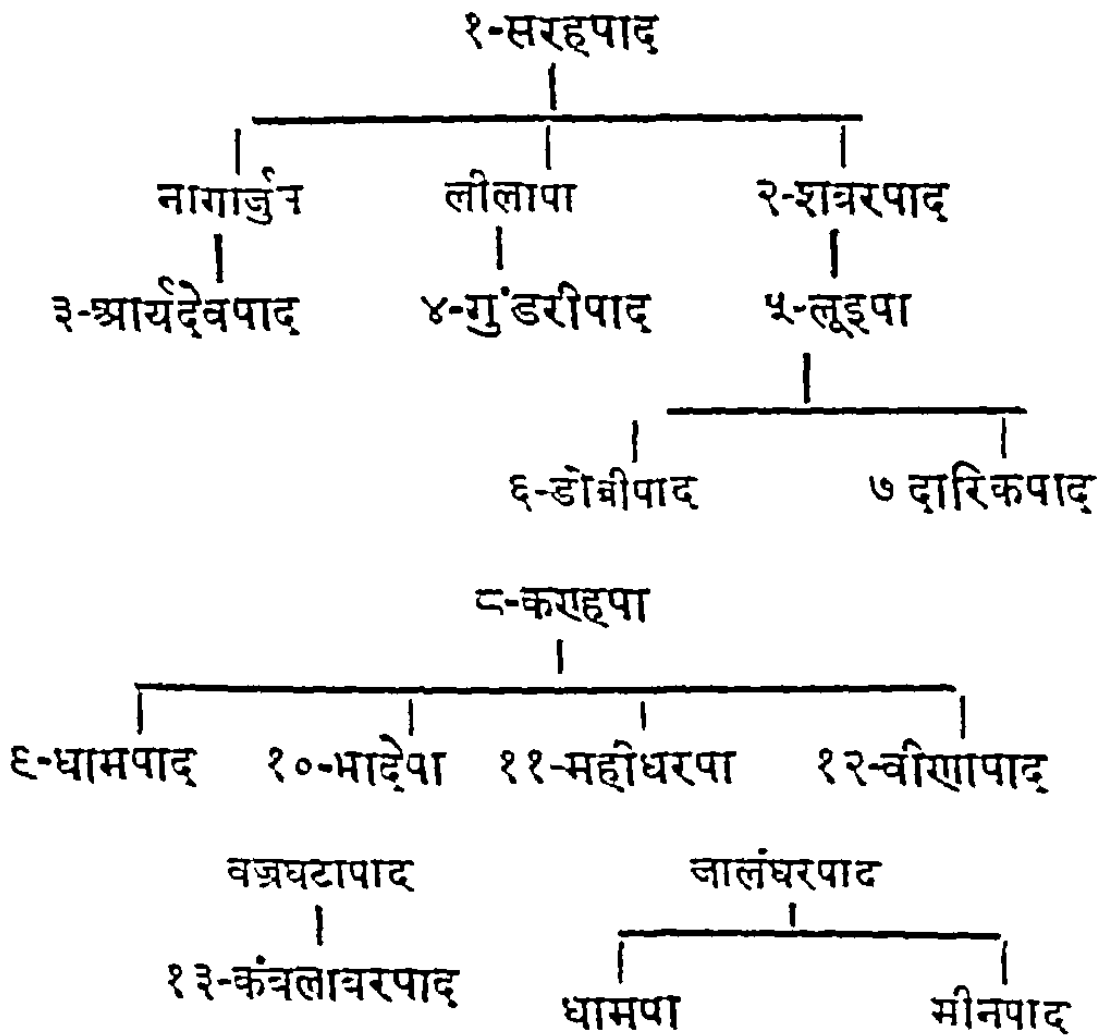 १-सरहपाद
नागार्जुन लीलापा २-शवरपाद
३-आर्यदेवपाद ४-गुंडरीपाद ५-लूइपा
६-डोंबीपाद ७ दारिकपाद
८-कण्हपा
९-धामपाद १०-भादेपा ११-महीधरपा १२-वीणापाद
वज्रघटापाद जालंधरपाद
१३-कंबलाबरपाद धामपा मीनपाद